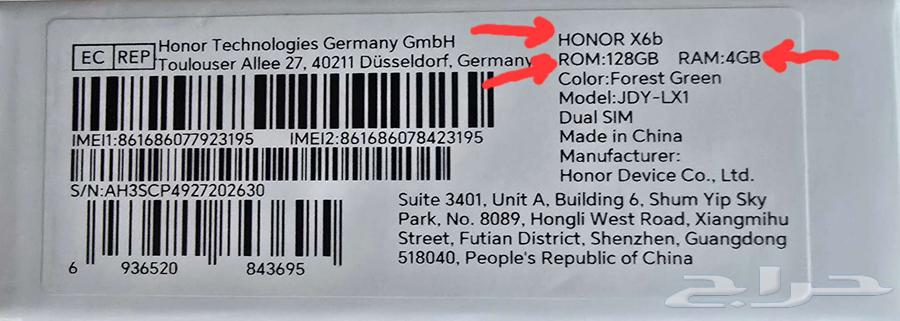 EC REP
Honor Technologies Germany GmbH
Toulouser Allee 27, 40211 Düsseldorf, Germany
IMEI1:861686077923195 IMEI2:861686078423195
S/N:AH3SCP4927202630
6 936520 843695
HONOR X6b
ROM:128GB RAM:4GB
Color:Forest Green
Model:JDY-LX1
Dual SIM
Made in China
Manufacturer:
Honor Device Co., Ltd.
Suite 3401, Unit A, Building 6, Shum Yip Sky
Park, No. 8089, Hongli West Road, Xiangmihu
Street, Futian District, Shenzhen, Guangdong
518040, People's Republic of China
حراج